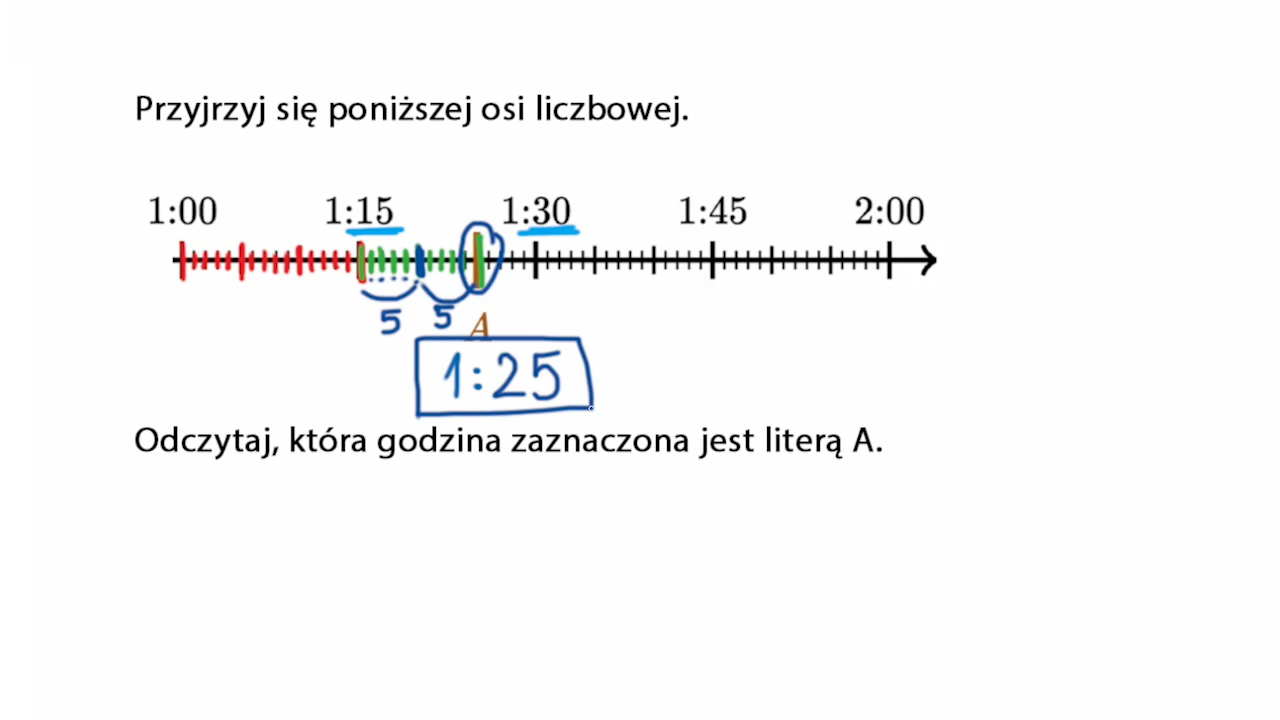 Przyjrzyj się poniższej osi liczbowej.
1:00 1:15 1:30 1:45 2:00
5 5 A
1:25
Odczytaj, która godzina zaznaczona jest literą A.